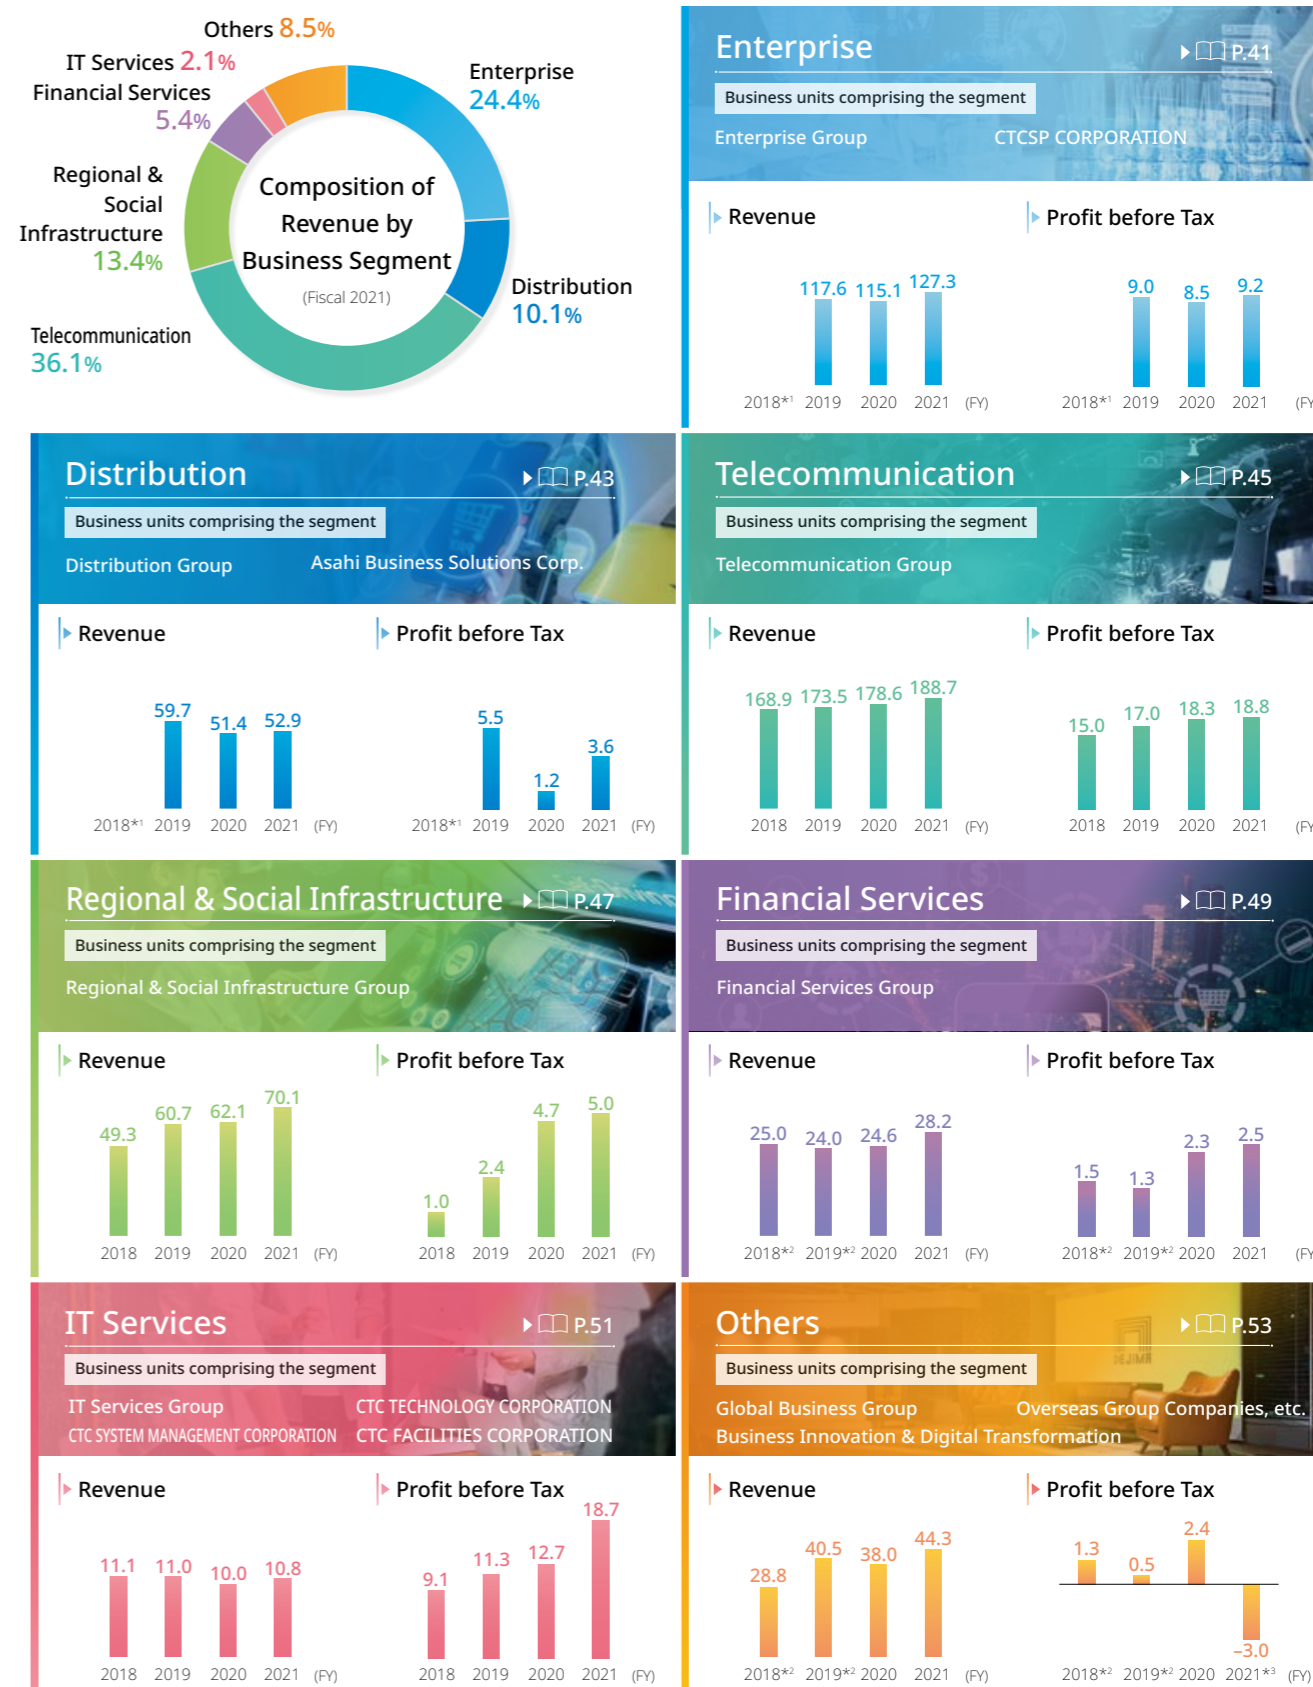 Others 8.5%
IT Services 2.1%
Financial Services
5.4%
Regional &
Social
Infrastructure
13.4%
Telecommunication
36.1%
Enterprise
24.4%
Distribution
10.1%
Composition of
Revenue by
Business Segment
(Fiscal 2021)
Enterprise P.41
Business units comprising the segment
Enterprise Group CTCSP CORPORATION
Revenue
117.6 115.1 127.3
2018*1 2019 2020 2021 (FY)
Profit before Tax
9.0 8.5 9.2
2018*1 2019 2020 2021 (FY
Distribution P.43
Business units comprising the segment
Distribution Group Asahi Business Solutions Corp.
Revenue
59.7 51.4 52.9
2018*1 2019 2020 2021 (FY)
Profit before Tax
5.5 1.2 3.6
2018*1 2019 2020 2021 (FY)
Telecommunication P.45
Business units comprising the segment
Telecommunication Group
Revenue
168.9 173.5 178.6 188.7
2018 2019 2020 2021 (FY)
Profit before Tax
15.0 17.0 18.3 18.8
2018 2019 2020 2021 (FY
Regional & Social Infrastructure P.47
Business units comprising the segment
Regional & Social Infrastructure Group
Revenue
49.3 60.7 62.1 70.1
2018 2019 2020 2021 (FY)
Profit before Tax
1.0 2.4 4.7 5.0
2018 2019 2020 2021 (FY)
Financial Services P.49
Business units comprising the segment
Financial Services Group
Revenue
25.0 24.0 24.6 28.2
2018*2 2019*2 2020 2021 (FY)
Profit before Tax
1.5 1.3 2.3 2.5
2018*2 2019*2 2020 2021 (FY
IT Services P.51
Business units comprising the segment
IT Services Group CTC TECHNOLOGY CORPORATION
CTC SYSTEM MANAGEMENT CORPORATION CTC FACILITIES CORPORATION
Revenue
11.1 11.0 10.0 10.8
2018 2019 2020 2021 (FY)
Profit before Tax
9.1 11.3 12.7 18.7
2018 2019 2020 2021 (FY)
Others P.53
Business units comprising the segment
Global Business Group Overseas Group Companies, etc.
Business Innovation & Digital Transformation
Revenue
28.8 40.5 38.0 44.3
2018*2 2019*2 2020 2021 (FY)
Profit before Tax
1.3 0.5 2.4 –3.0
2018*2 2019*2 2020 2021*3 (FY)